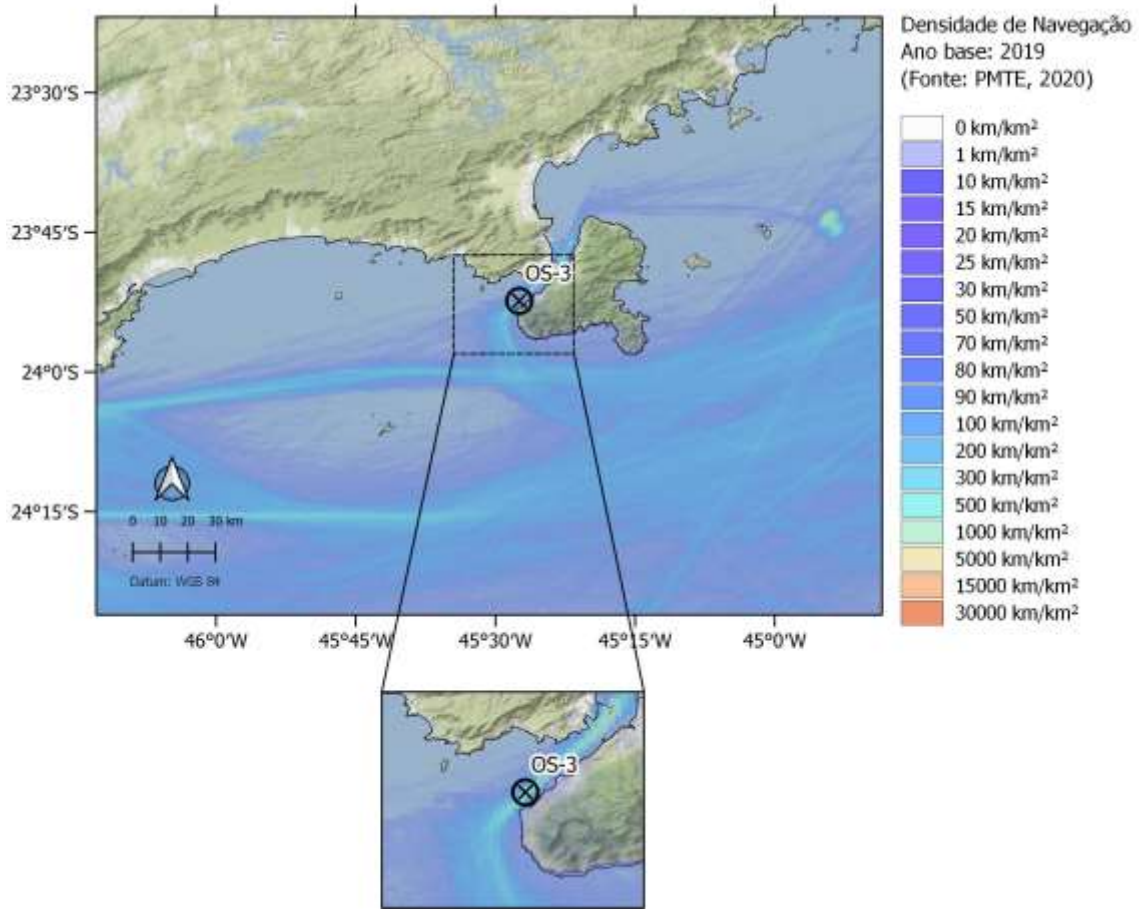 Densidade de Navegação
Ano base: 2019
(Fonte: PMTE, 2020)
0 km/km²
1 km/km²
10 km/km²
15 km/km²
20 km/km²
25 km/km²
30 km/km²
50 km/km²
70 km/km²
80 km/km²
90 km/km²
100 km/km²
200 km/km²
300 km/km²
500 km/km²
1000 km/km²
5000 km/km²
15000 km/km²
30000 km/km²
23°30'S
23°45'S
24°0'S
24°15'S
OS-3
0 10 20 30 km
Datum: WGS 84
46°0'W
45°45'W
45°30'W
45°15'W
45°0'W
OS-3